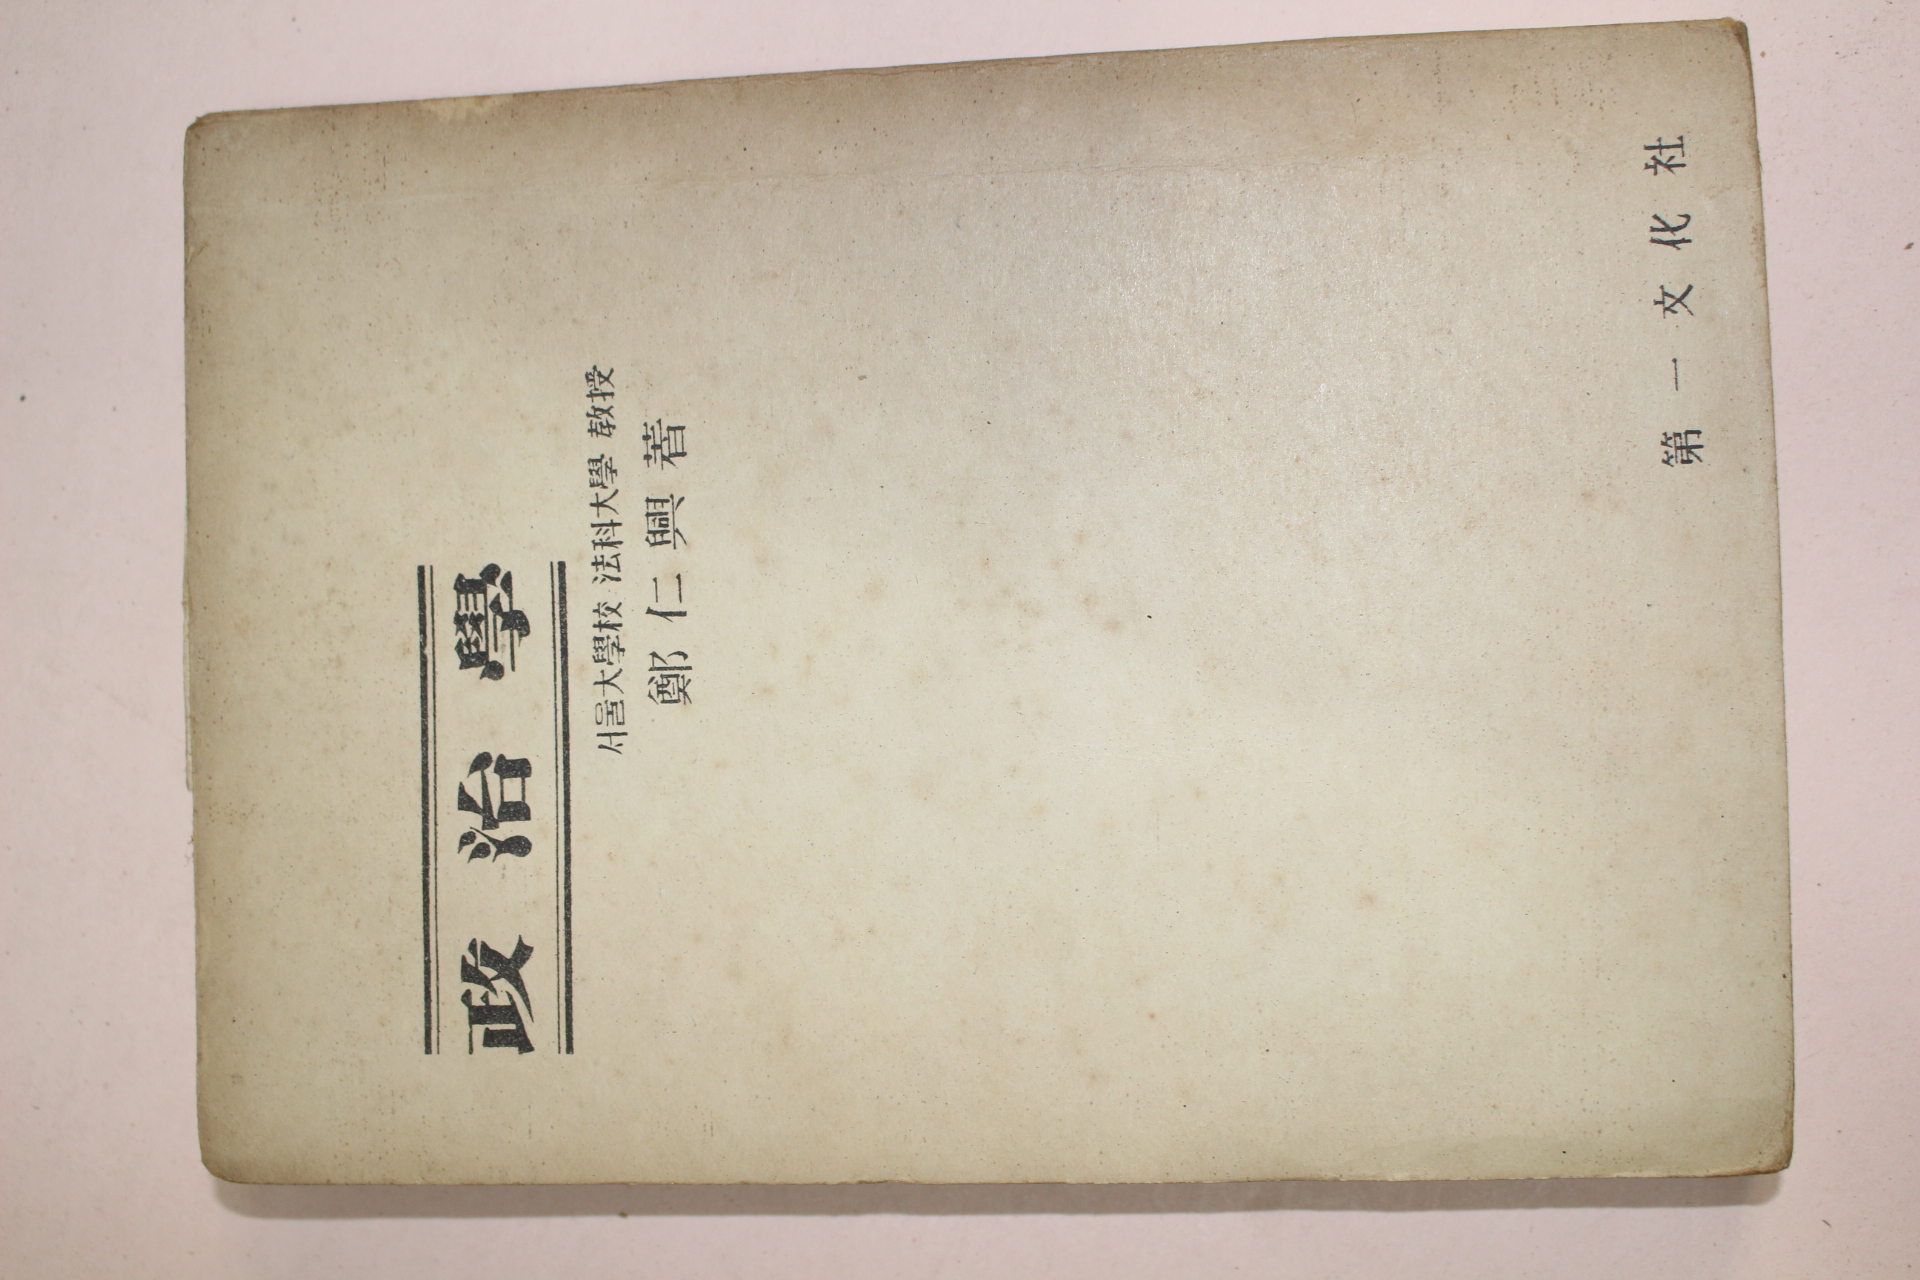 政治學
서울大學校 法科大學 教授
鄭仁興 著
第一文化社